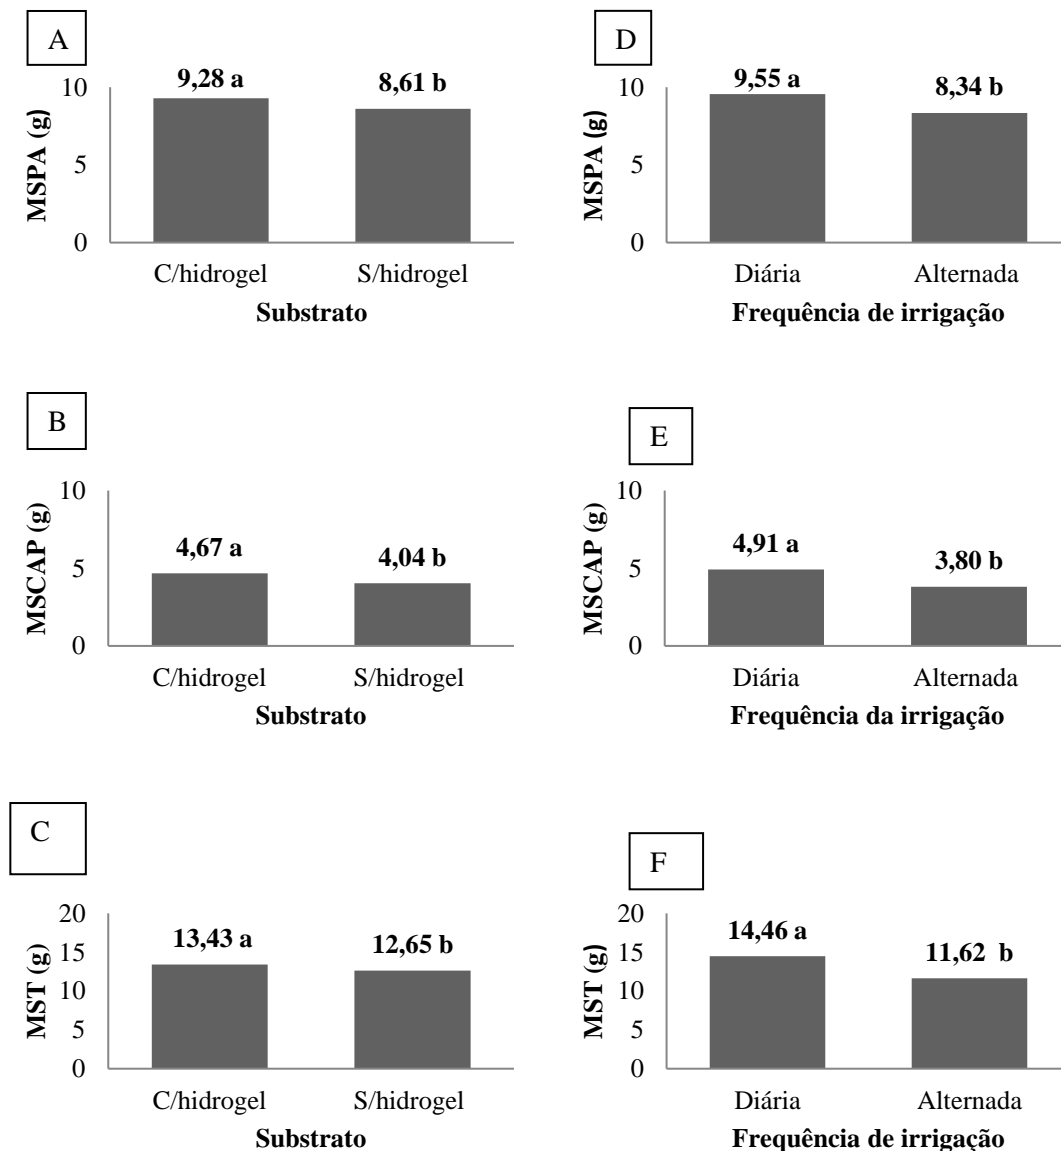 A
MSPA (g)
9,28 a
8,61 b
10
5
0
C/hidrogel
S/hidrogel
Substrato
D
MSPA (g)
9,55 a
8,34 b
10
5
0
Diária
Alternada
Frequência de irrigação
B
MSCAP (g)
10
4,67 a
4,04 b
5
0
C/hidrogel
S/hidrogel
Substrato
E
MSCAP (g)
10
4,91 a
3,80 b
5
0
Diária
Alternada
Frequência da irrigação
C
MST (g)
20
13,43 a
12,65 b
15
10
5
0
C/hidrogel
S/hidrogel
Substrato
F
MST (g)
20
14,46 a
11,62  b
15
10
5
0
Diária
Alternada
Frequência de irrigação